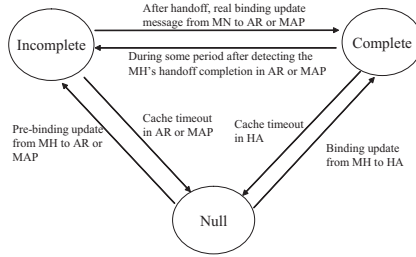 After handoff, real binding update
message from MN to AR or MAP
Incomplete
Complete
During some period after detecting the
MH's handoff completion in AR or MAP
Pre-binding update
from MH to AR or
MAP
Cache timeout
in AR or MAP
Cache timeout
in HA
Binding update
from MH to HA
Null